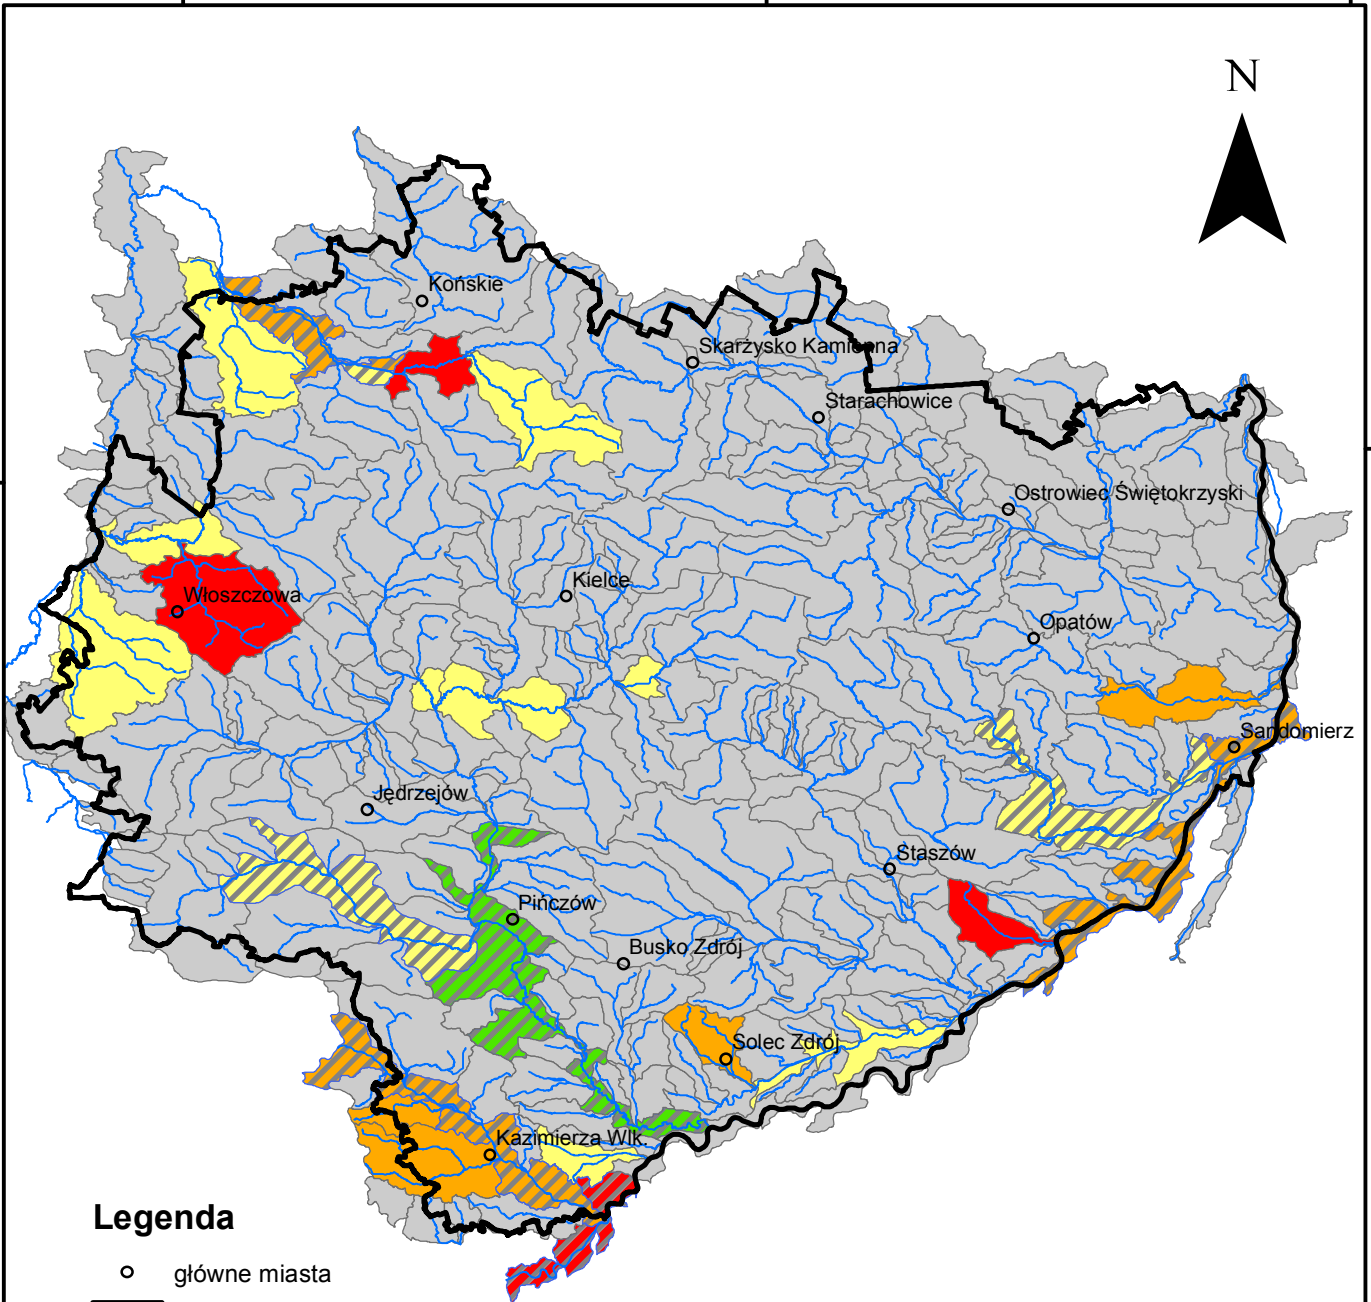 N
Końskie
Skarżysko Kamienna
Starachowice
Ostrowiec Świętokrzyski
Kielce
Włoszczowa
Opatów
Sandomierz
Jędrzejów
Staszów
Pińczów
Busko Zdrój
Solec Zdrój
Kazimierza Wlk.
Legenda
główne miasta